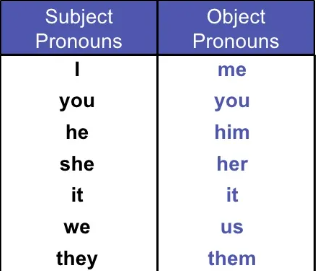 Subject Pronouns
Object Pronouns
I me
you you
he him
she her
it it
we us
they them